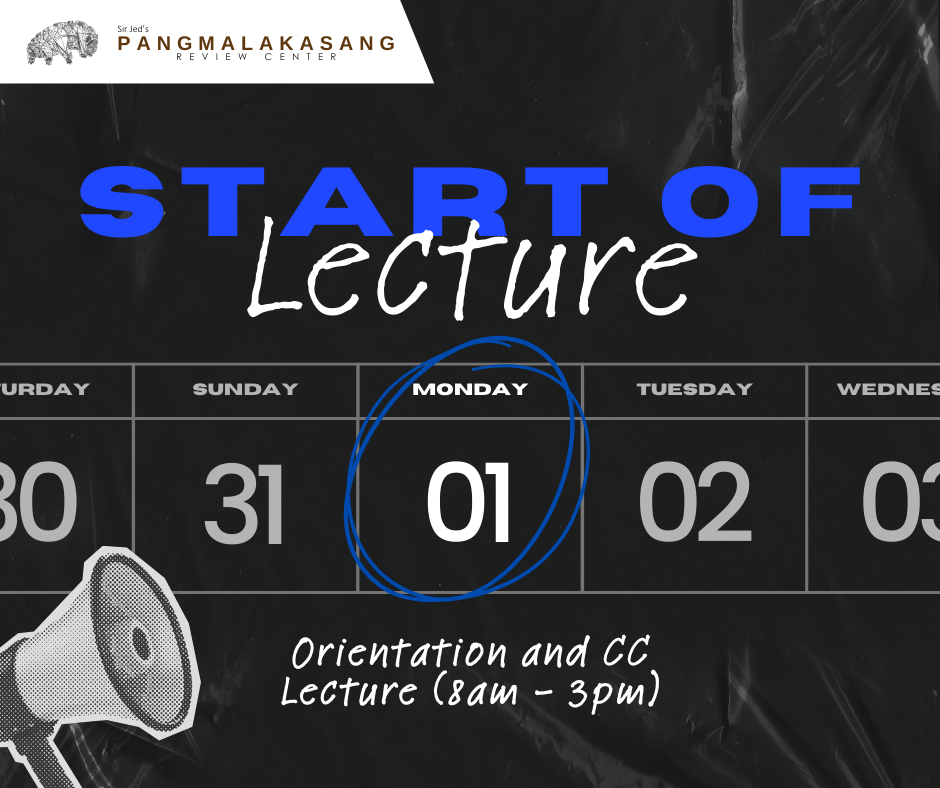 Sir Jed's
PANGMALAKASANG
REVIEW CENTER
START OF
Lecture
TURDAY SUNDAY MONDAY TUESDAY WEDNES
30 31 01 02 03
Orientation and CC
Lecture (8am - 3pm)